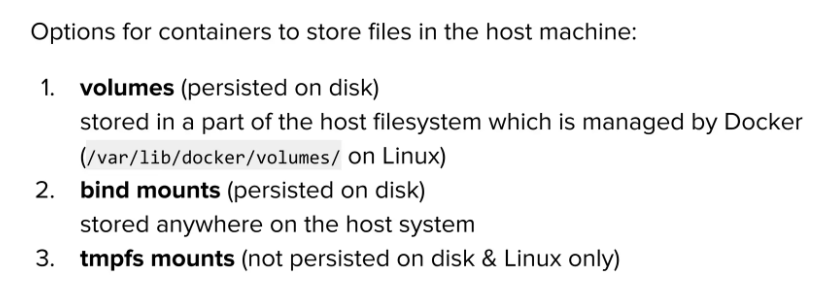 Options for containers to store files in the host machine:
1. volumes (persisted on disk)
stored in a part of the host filesystem which is managed by Docker
(/var/lib/docker/volumes/ on Linux)
2. bind mounts (persisted on disk)
stored anywhere on the host system
3. tmpfs mounts (not persisted on disk & Linux only)